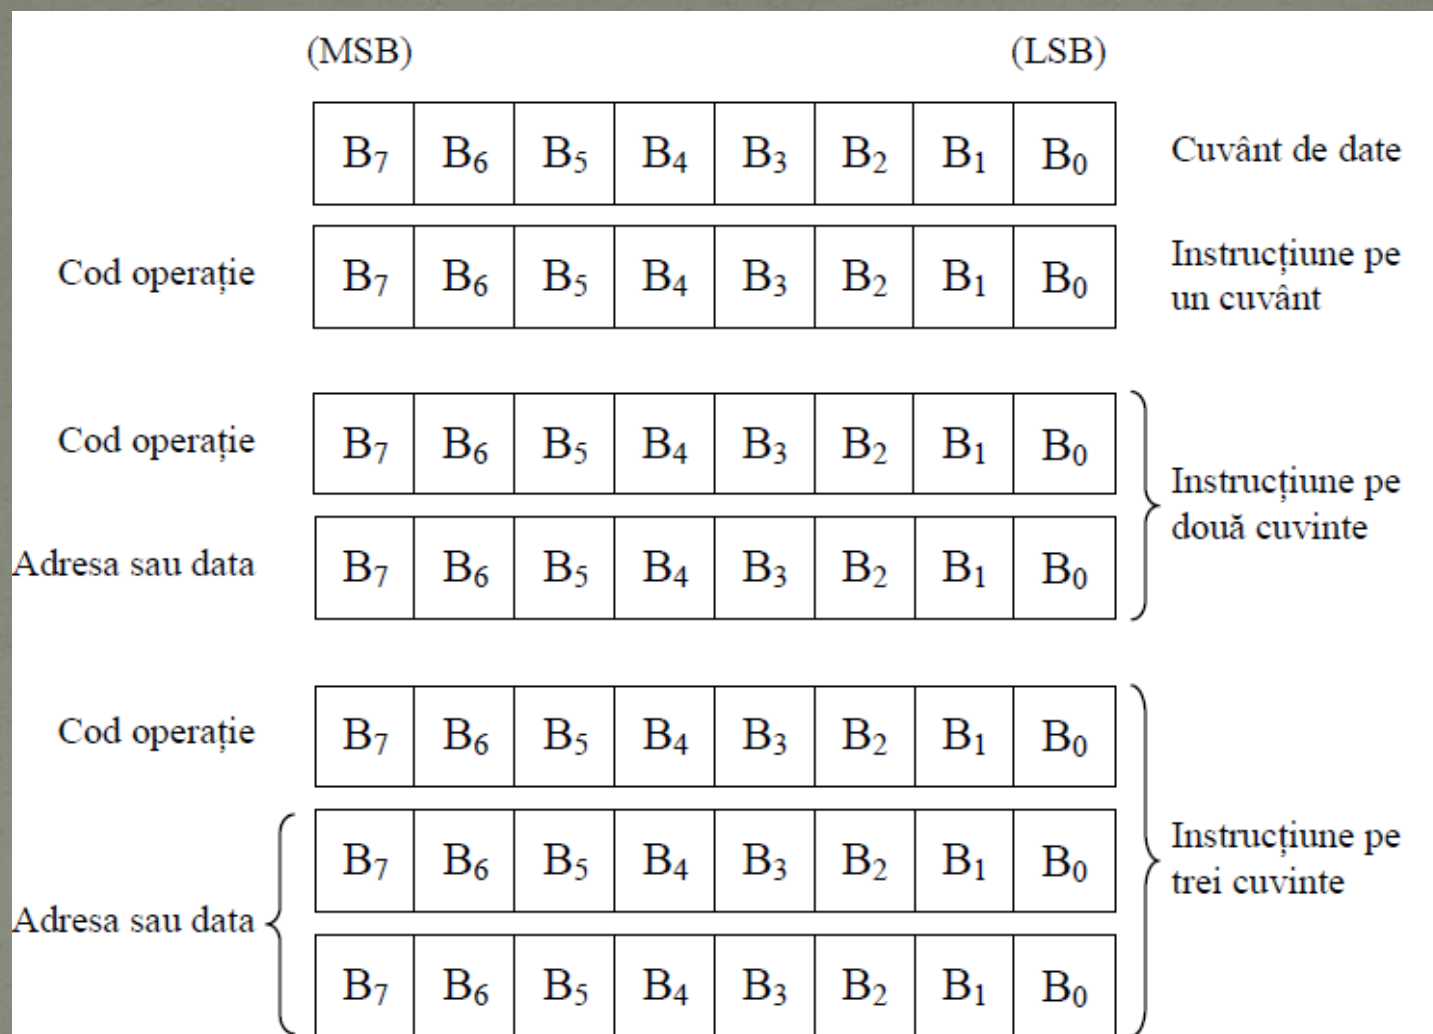 (MSB) (LSB)
B7 B6 B5 B4 B3 B2 B1 B0 Cuvânt de date
Cod operație B7 B6 B5 B4 B3 B2 B1 B0 Instrucțiune pe
un cuvânt
Cod operație B7 B6 B5 B4 B3 B2 B1 B0
Instrucțiune pe
două cuvinte
Adresa sau data B7 B6 B5 B4 B3 B2 B1 B0
Cod operație B7 B6 B5 B4 B3 B2 B1 B0
B7 B6 B5 B4 B3 B2 B1 B0 Instrucțiune pe
trei cuvinte
Adresa sau data
B7 B6 B5 B4 B3 B2 B1 B0